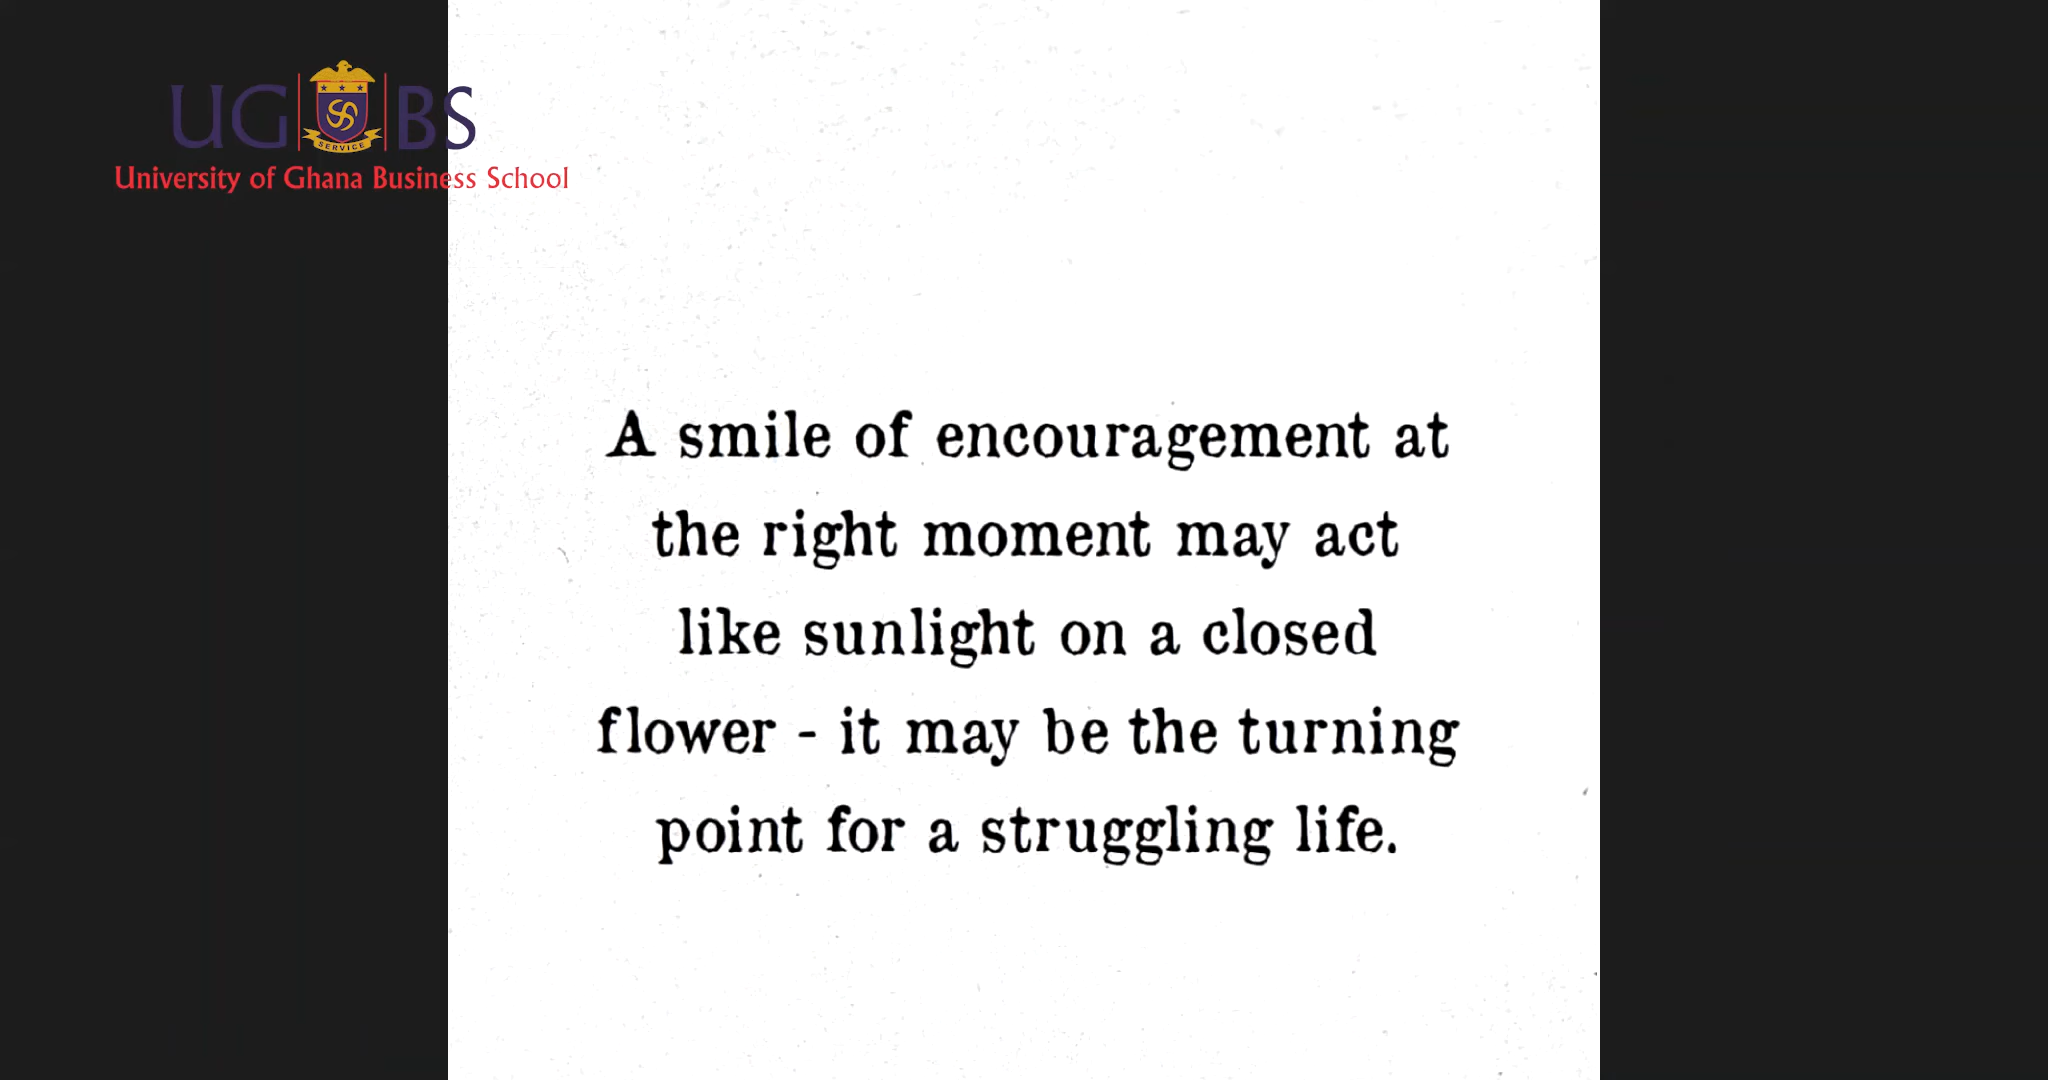 UG BS
SERVICE
University of Ghana Business School
A smile of encouragement at
the right moment may act
like sunlight on a closed
flower - it may be the turning
point for a struggling life.